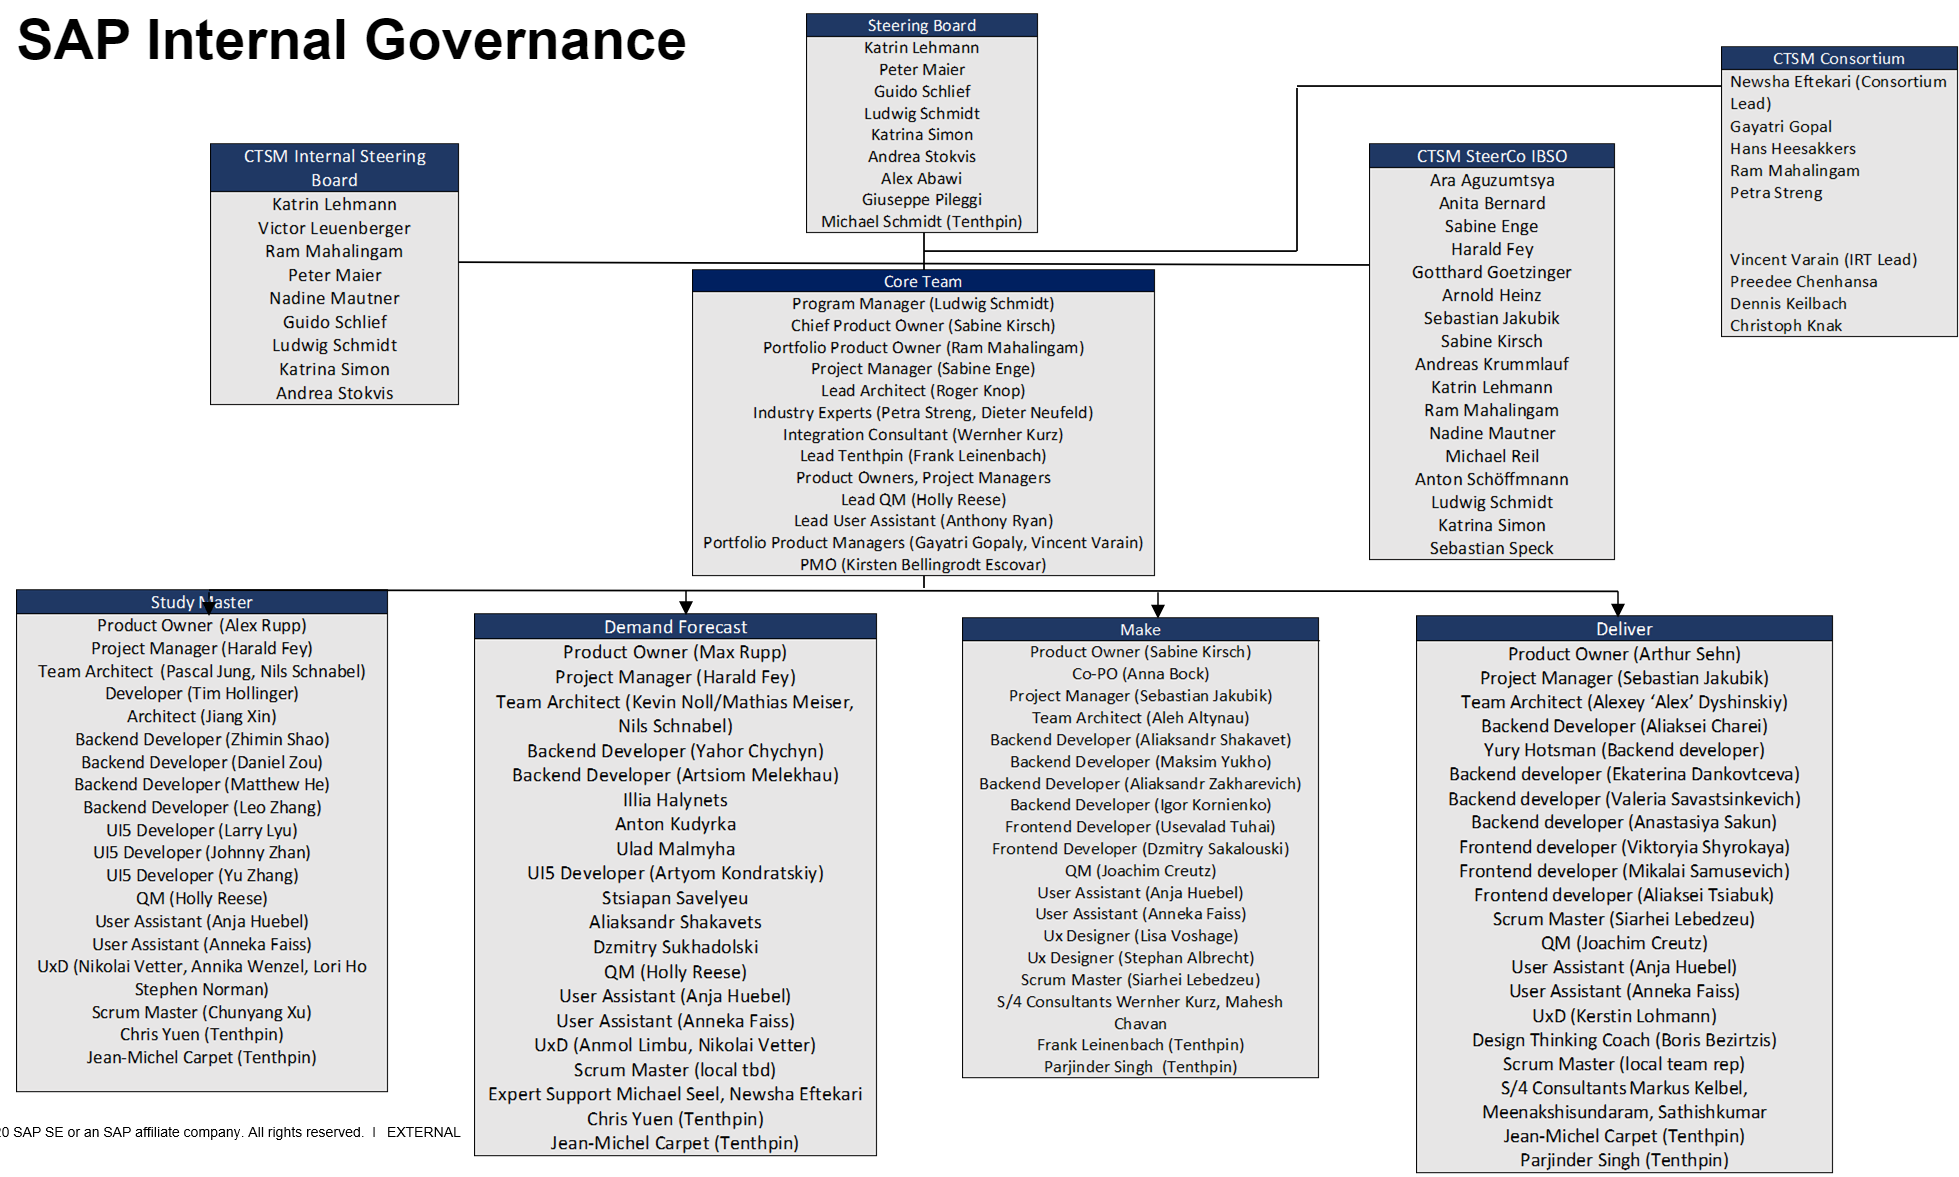 SAP Internal Governance
Steering Board
Katrin Lehmann
Peter Maier
Guido Schlief
Ludwig Schmidt
Katrina Simon
Andrea Stokvis
Alex Abawi
Giuseppe Pileggi
Michael Schmidt (Tenthpin)
CTSM Consortium
Newsha Eftekari (Consortium
Lead)
Gayatri Gopal
Hans Heesakkers
Ram Mahalingam
Petra Streng
Vincent Varain (IRT Lead)
Preedee Chenhansa
Dennis Keilbach
Christoph Knak
CTSM Internal Steering
Board
Katrin Lehmann
Victor Leuenberger
Ram Mahalingam
Peter Maier
Nadine Mautner
Guido Schlief
Ludwig Schmidt
Katrina Simon
Andrea Stokvis
CTSM SteerCo IBSO
Ara Aguzumtsya
Anita Bernard
Sabine Enge
Harald Fey
Gotthard Goetzinger
Arnold Heinz
Sebastian Jakubik
Sabine Kirsch
Andreas Krummlauf
Katrin Lehmann
Ram Mahalingam
Nadine Mautner
Michael Reil
Anton Schöffmnann
Ludwig Schmidt
Katrina Simon
Sebastian Speck
Core Team
Program Manager (Ludwig Schmidt)
Chief Product Owner (Sabine Kirsch)
Portfolio Product Owner (Ram Mahalingam)
Project Manager (Sabine Enge)
Lead Architect (Roger Knop)
Industry Experts (Petra Streng, Dieter Neufeld)
Integration Consultant (Wernher Kurz)
Lead Tenthpin (Frank Leinenbach)
Product Owners, Project Managers
Lead QM (Holly Reese)
Lead User Assistant (Anthony Ryan)
Portfolio Product Managers (Gayatri Gopaly, Vincent Varain)
PMO (Kirsten Bellingrodt Escovar)
Study Master
Product Owner (Alex Rupp)
Project Manager (Harald Fey)
Team Architect (Pascal Jung, Nils Schnabel)
Developer (Tim Hollinger)
Architect (Jiang Xin)
Backend Developer (Zhimin Shao)
Backend Developer (Daniel Zou)
Backend Developer (Matthew He)
Backend Developer (Leo Zhang)
UI5 Developer (Larry Lyu)
UI5 Developer (Johnny Zhan)
UI5 Developer (Yu Zhang)
QM (Holly Reese)
User Assistant (Anja Huebel)
User Assistant (Anneka Faiss)
UxD (Nikolai Vetter, Annika Wenzel, Lori Ho
Stephen Norman)
Scrum Master (Chunyang Xu)
Chris Yuen (Tenthpin)
Jean-Michel Carpet (Tenthpin)
Demand Forecast
Product Owner (Max Rupp)
Project Manager (Harald Fey)
Team Architect (Kevin Noll/Mathias Meiser,
Nils Schnabel)
Backend Developer (Yahor Chychyn)
Backend Developer (Artsiom Melekhau)
Illia Halynets
Anton Kudyrka
Ulad Malmyha
UI5 Developer (Artyom Kondratskiy)
Stsiapan Savelyeu
Aliaksandr Shakavets
Dzmitry Sukhadolski
QM (Holly Reese)
User Assistant (Anja Huebel)
User Assistant (Anneka Faiss)
UxD (Anmol Limbu, Nikolai Vetter)
Scrum Master (local tbd)
Expert Support Michael Seel, Newsha Eftekari
Chris Yuen (Tenthpin)
Jean-Michel Carpet (Tenthpin)
Make
Product Owner (Sabine Kirsch)
Co-PO (Anna Bock)
Project Manager (Sebastian Jakubik)
Team Architect (Aleh Altynau)
Backend Developer (Aliaksandr Shakavet)
Backend Developer (Maksim Yukho)
Backend Developer (Aliaksandr Zakharevich)
Backend Developer (Igor Kornienko)
Frontend Developer (Usevalad Tuhai)
Frontend Developer (Dzmitry Sakalouski)
QM (Joachim Creutz)
User Assistant (Anja Huebel)
User Assistant (Anneka Faiss)
Ux Designer (Lisa Voshage)
Ux Designer (Stephan Albrecht)
Scrum Master (Siarhei Lebedzeu)
S/4 Consultants Wernher Kurz, Mahesh
Chavan
Frank Leinenbach (Tenthpin)
Parjinder Singh (Tenthpin)
Deliver
Product Owner (Arthur Sehn)
Project Manager (Sebastian Jakubik)
Team Architect (Alexey ‘Alex’ Dyshinskiy)
Backend Developer (Aliaksei Charei)
Yury Hotsman (Backend developer)
Backend developer (Ekaterina Dankovtceva)
Backend developer (Valeria Savastsinkevich)
Backend developer (Anastasiya Sakun)
Frontend developer (Viktoryia Shyrokaya)
Frontend developer (Mikalai Samusevich)
Frontend developer (Aliaksei Tsiabuk)
Scrum Master (Siarhei Lebedzeu)
QM (Joachim Creutz)
User Assistant (Anja Huebel)
User Assistant (Anneka Faiss)
UxD (Kerstin Lohmann)
Design Thinking Coach (Boris Bezirtzis)
Scrum Master (local team rep)
S/4 Consultants Markus Kelbel,
Meenakshisundaram, Sathishkumar
Jean-Michel Carpet (Tenthpin)
Parjinder Singh (Tenthpin)
20 SAP SE or an SAP affiliate company. All rights reserved. I EXTERNAL